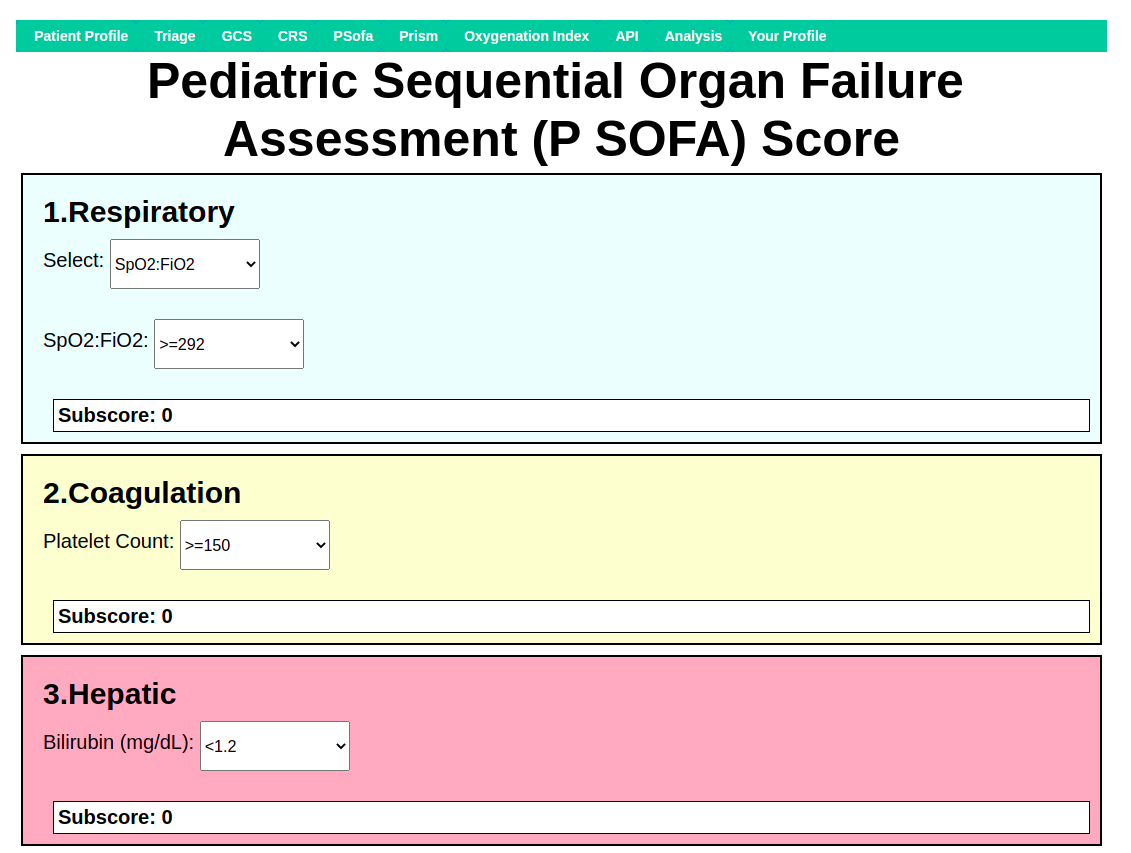 Patient Profile Triage GCS CRS PSofa Prism Oxygenation Index API Analysis Your Profile
Pediatric Sequential Organ Failure
Assessment (P SOFA) Score
1.Respiratory
Select: SpO2:FiO2
SpO2:FiO2: >=292
Subscore: 0
2.Coagulation
Platelet Count: >=150
Subscore: 0
3.Hepatic
Bilirubin (mg/dL): <1.2
Subscore: 0